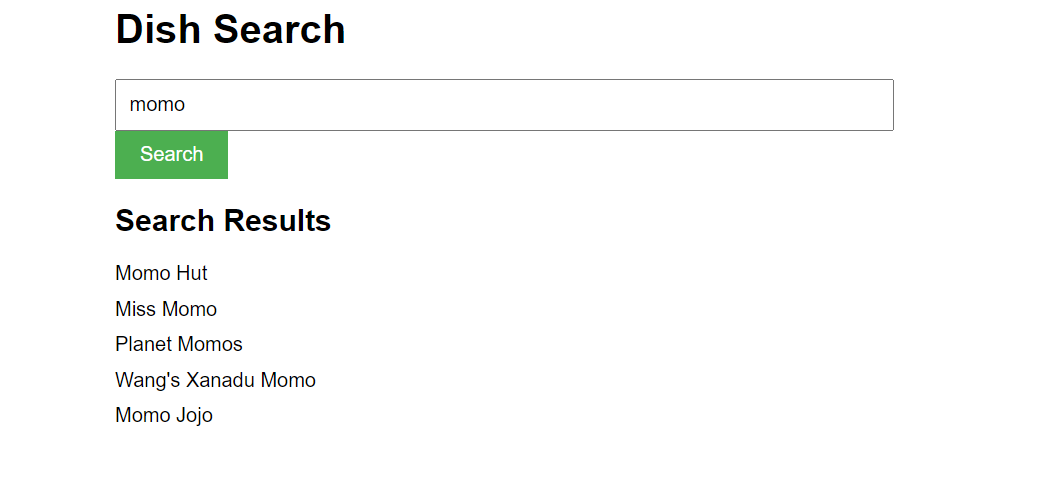 Dish Search
momo
Search
Search Results
Momo Hut
Miss Momo
Planet Momos
Wang's Xanadu Momo
Momo Jojo